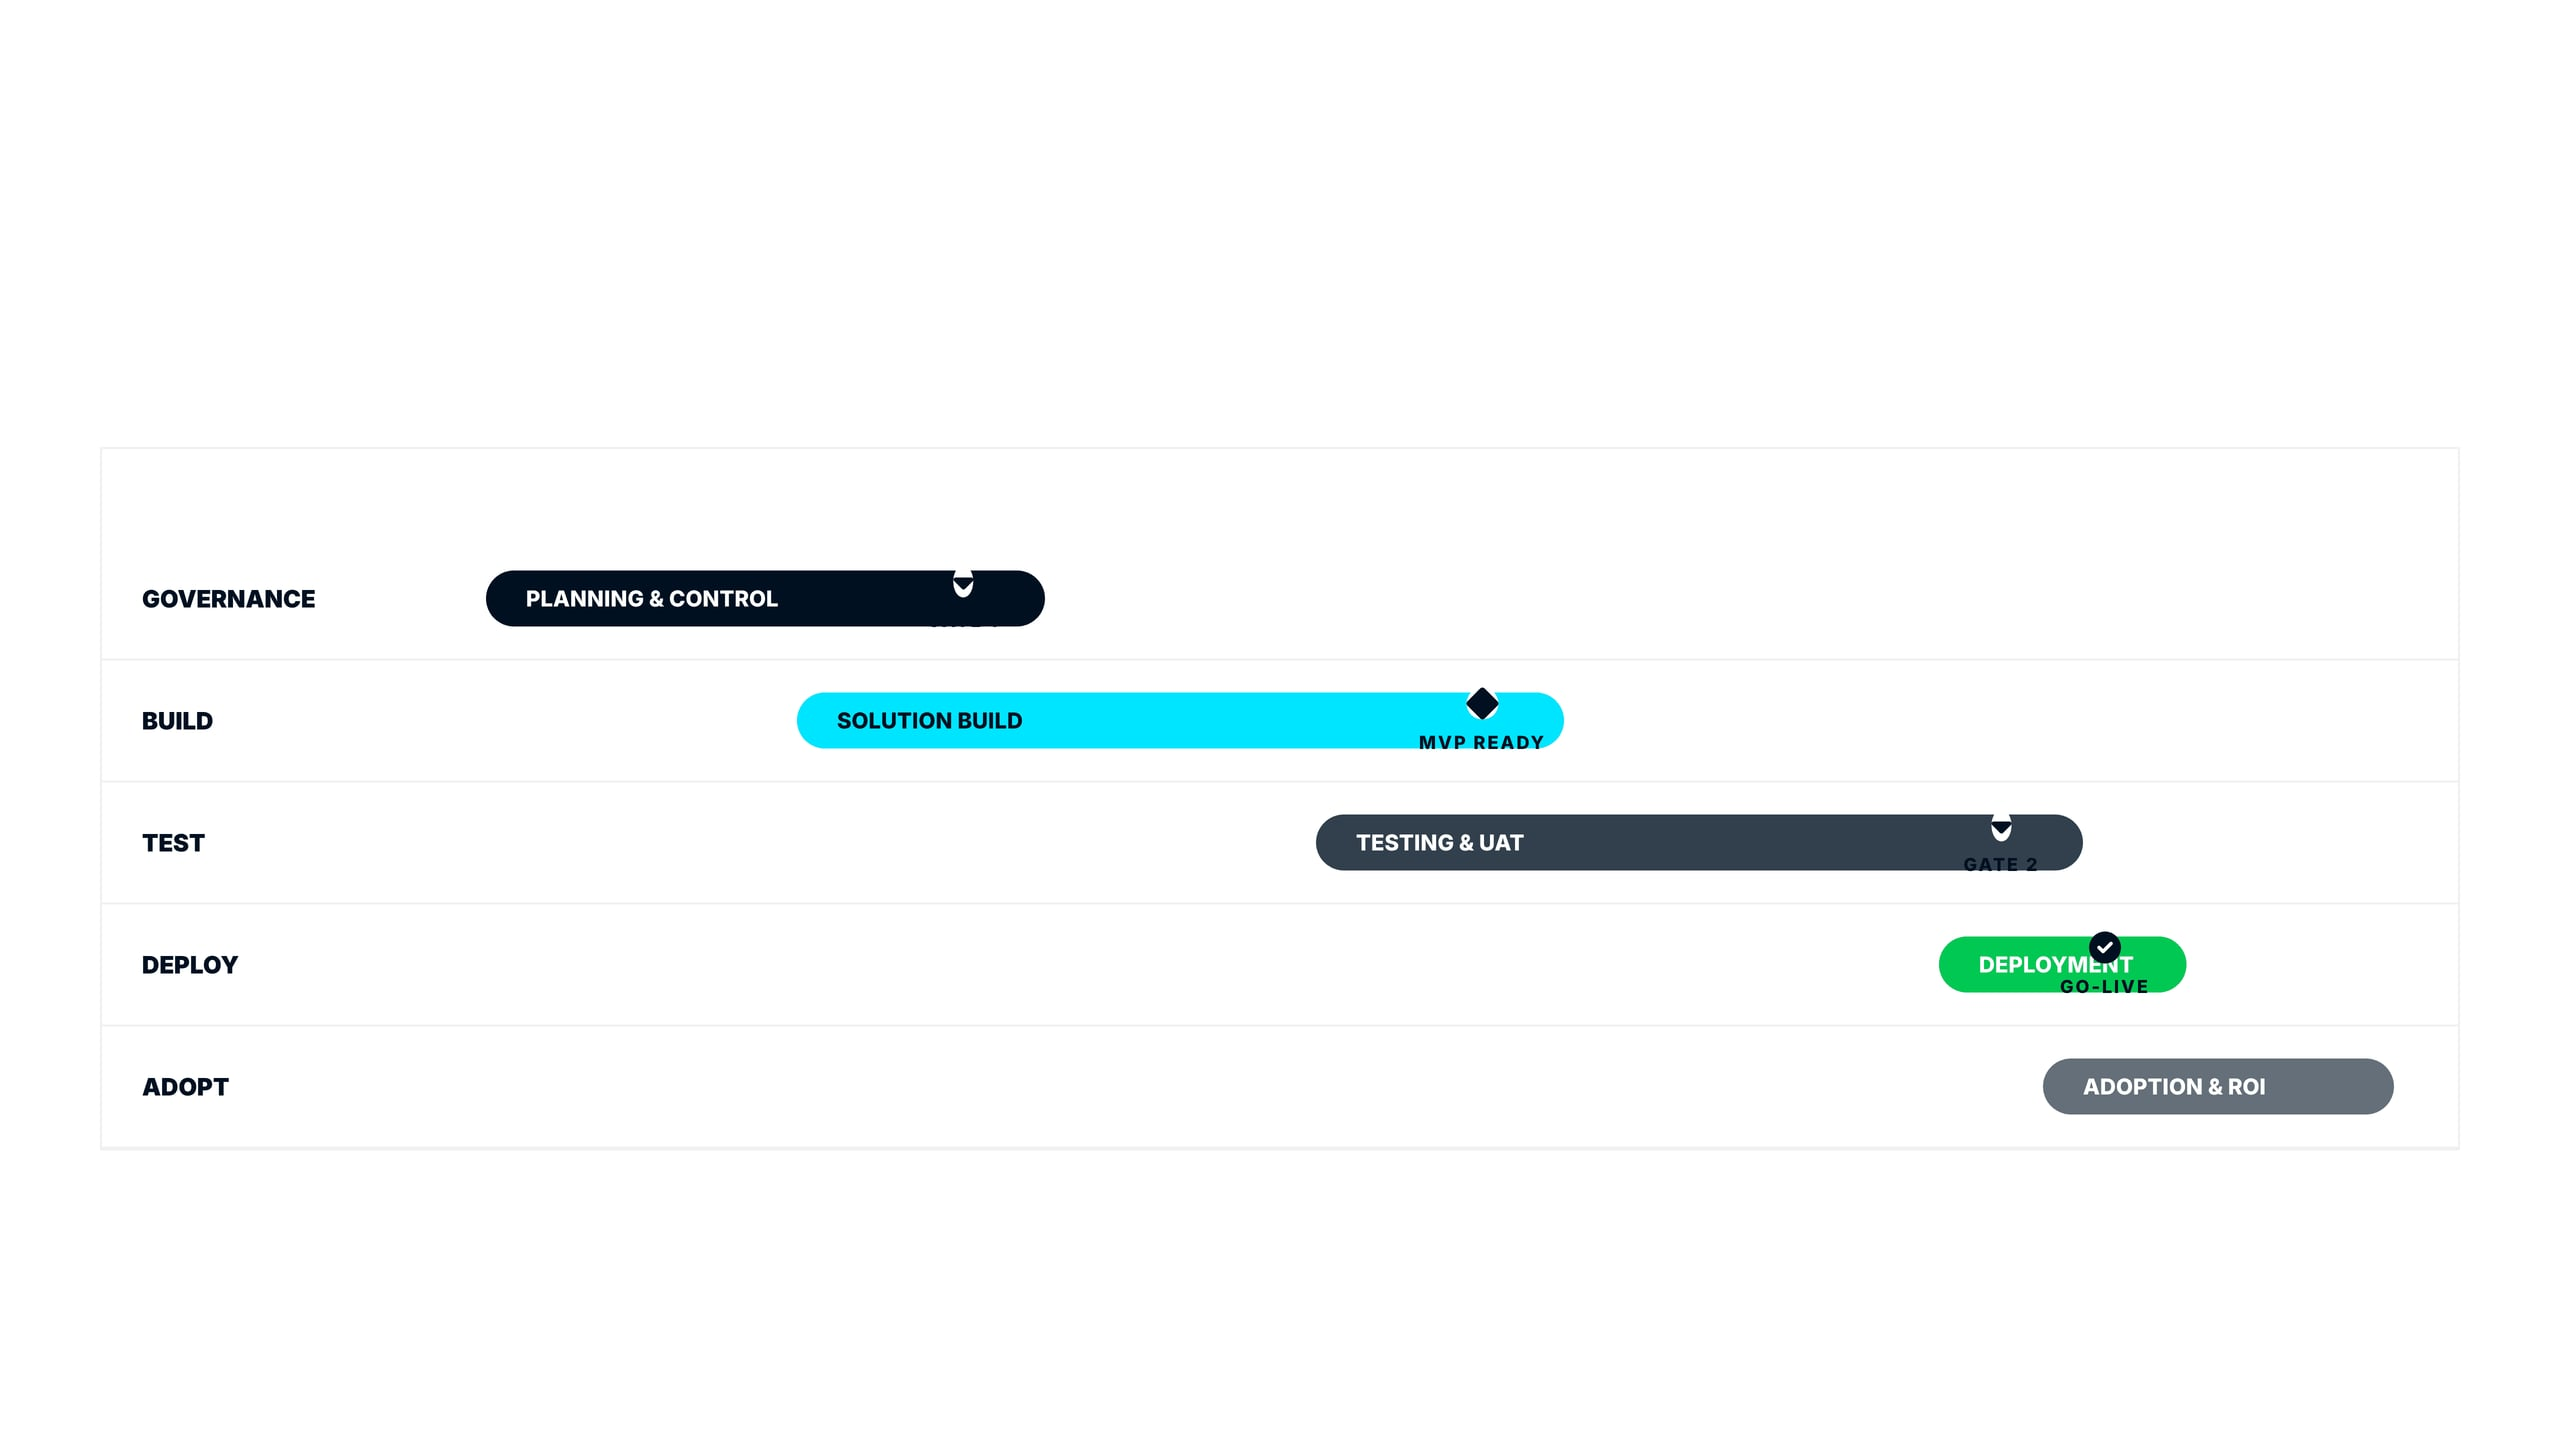 GOVERNANCE
PLANNING & CONTROL
BUILD
SOLUTION BUILD
MVP READY
TEST
TESTING & UAT
GATE 2
DEPLOY
DEPLOYMENT
GO-LIVE
ADOPT
ADOPTION & ROI